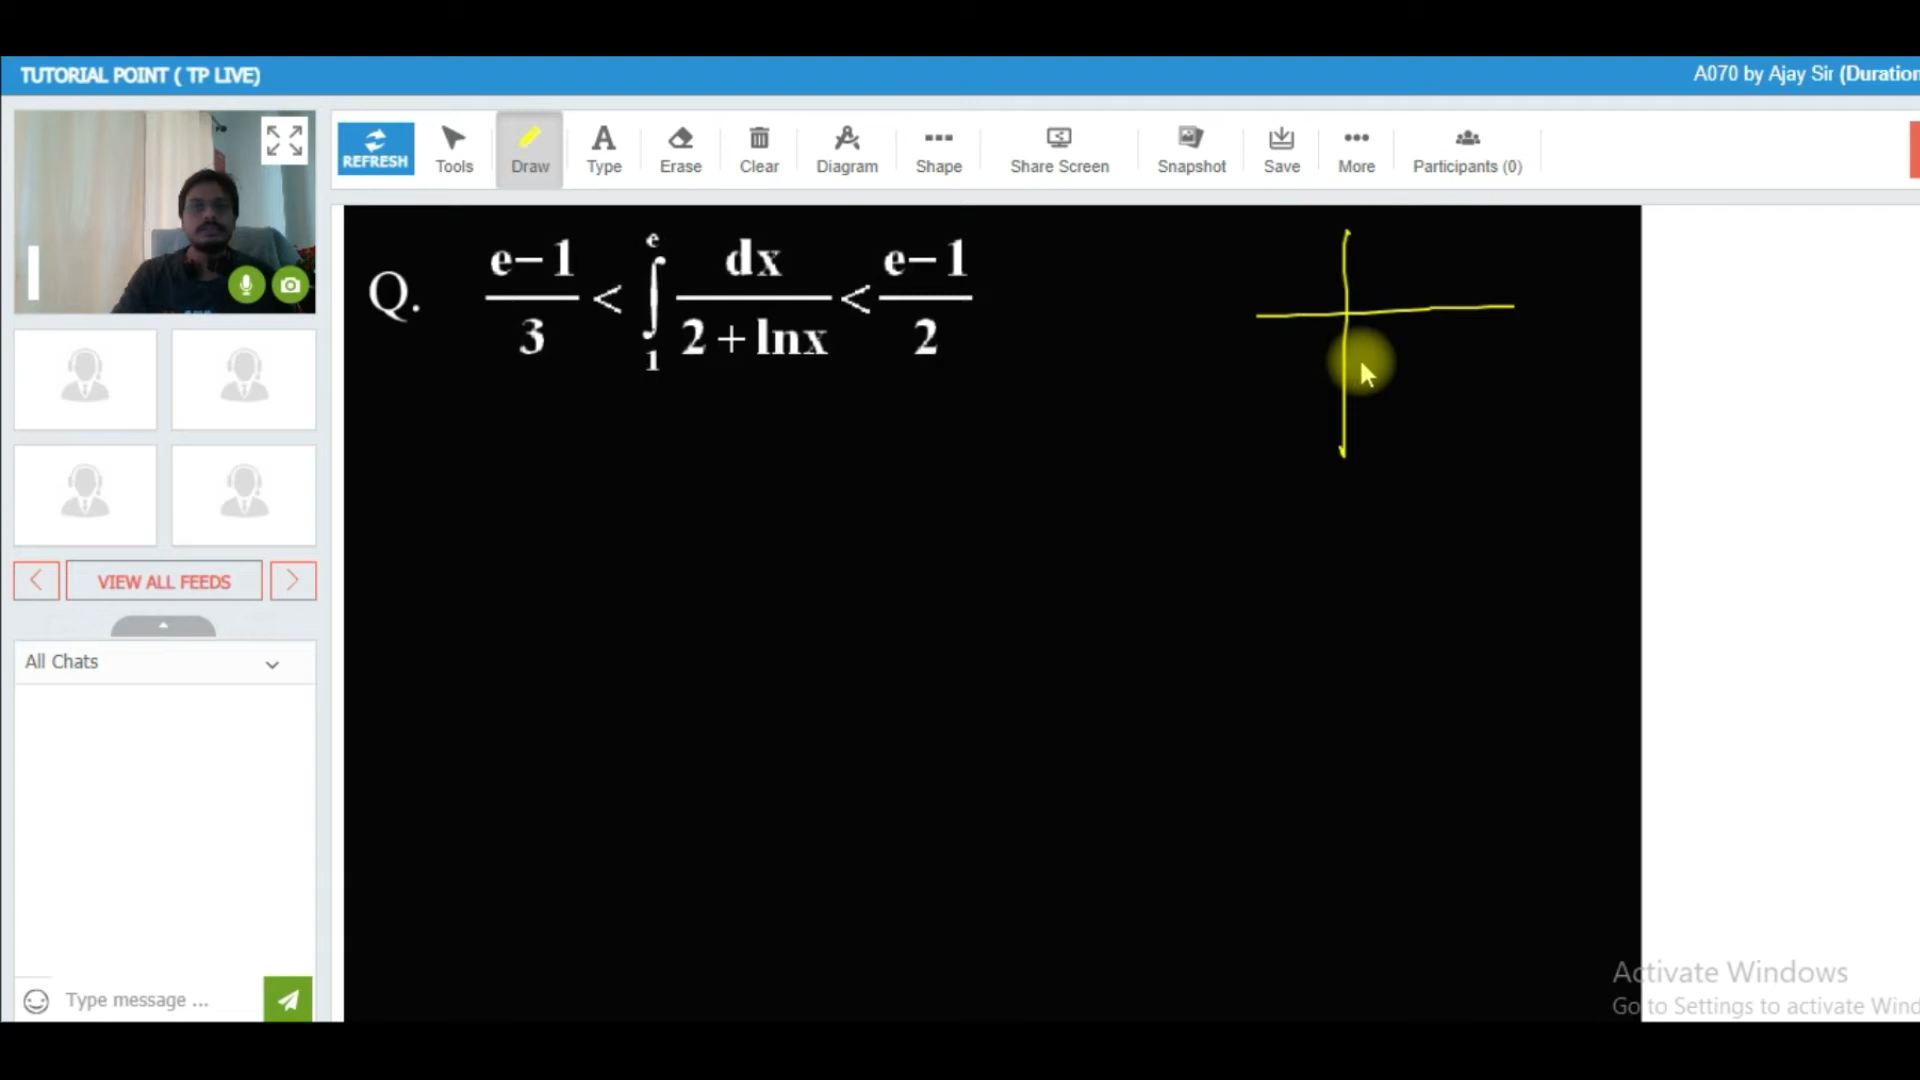 TUTORIAL POINT ( TP LIVE)
A070 by Ajay Sir (Duration
REFRESH
Tools
Draw
Type
Erase
Clear
Diagram
Shape
Share Screen
Snapshot
Save
More
Participants (0)
Q. e−1/3 < ∫₁ᵉ dx/2+lnx < e−1/2
VIEW ALL FEEDS
All Chats
Type message ...
Activate Windows
Go to Settings to activate Wind